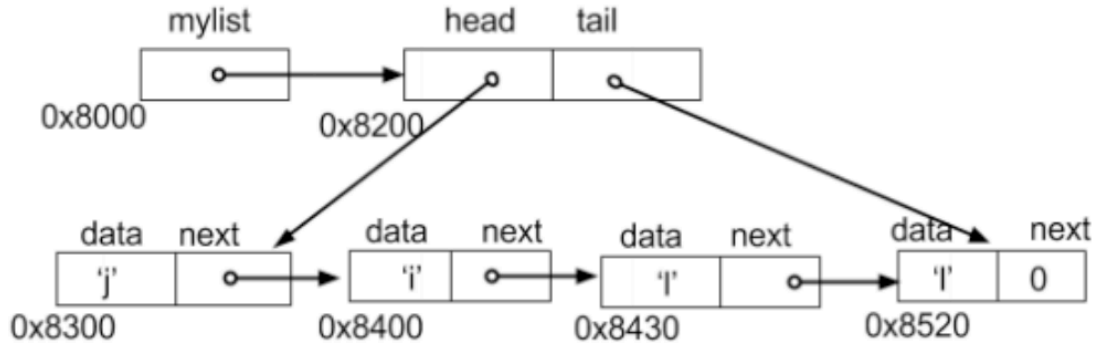 mylist head tail
0x8000 0x8200
data next data next data next data next
'j' 'i' 'l' 'l' 0
0x8300 0x8400 0x8430 0x8520